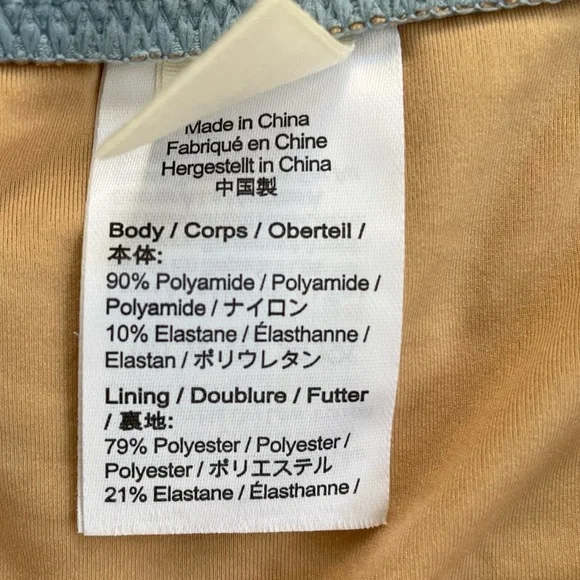 Made in China
Fabriqué en Chine
Hergestellt in China
中国製
Body / Corps / Oberteil /
本体:
90% Polyamide / Polyamide /
Polyamide / ナイロン
10% Elastane / Élasthanne /
Elastan / ポリウレタン
Lining / Doublure / Futter
/ 裏地:
79% Polyester / Polyester /
Polyester / ポリエステル
21% Elastane / Élasthanne /